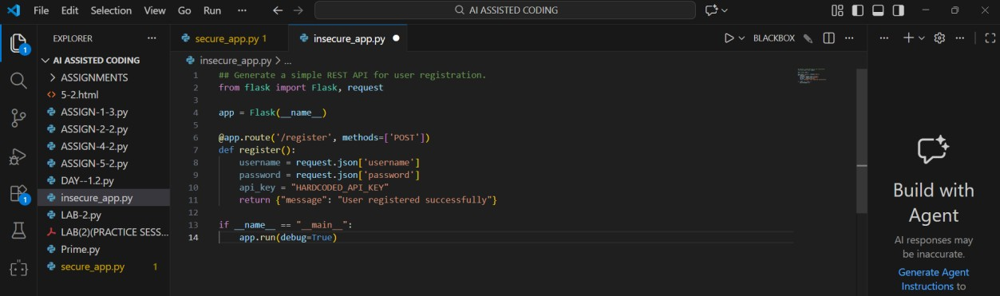 File Edit Selection View Go Run ··· AI ASSISTED CODING
EXPLORER ···
AI ASSISTED CODING
ASSIGNMENTS
5-2.html
ASSIGN-1-3.py
ASSIGN-2-2.py
ASSIGN-4-2.py
ASSIGN-5-2.py
DAY--1.2.py
insecure_app.py
LAB-2.py
LAB(2)(PRACTICE SESS...
Prime.py
secure_app.py 1
1
1
secure_app.py 1 insecure_app.py BLACKBOX ···
insecure_app.py > ...
1 ## Generate a simple REST API for user registration.
2 from flask import Flask, request
3
4 app = Flask(__name__)
5
6 @app.route('/register', methods=['POST'])
7 def register():
8     username = request.json['username']
9     password = request.json['password']
10     api_key = "HARDCODED_API_KEY"
11     return {"message": "User registered successfully"}
12
13 if __name__ == "__main__":
14     app.run(debug=True)
Build with
Agent
AI responses may
be inaccurate.
Generate Agent
Instructions to